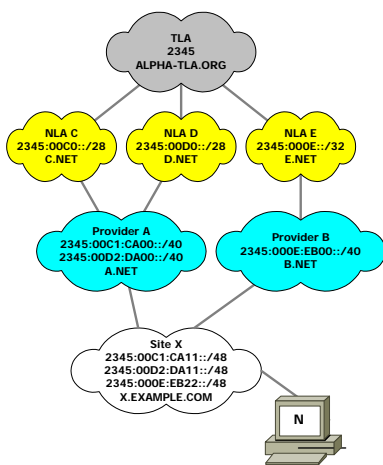 TLA
2345
ALPHA-TLA.ORG
NLA C
2345:00C0::/28
C.NET
NLA D
2345:00D0::/28
D.NET
NLA E
2345:000E::/32
E.NET
Provider A
2345:00C1:CA00::/40
2345:00D2:DA00::/40
A.NET
Provider B
2345:000E:EB00::/40
B.NET
Site X
2345:00C1:CA11::/48
2345:00D2:DA11::/48
2345:000E:EB22::/48
X.EXAMPLE.COM
N